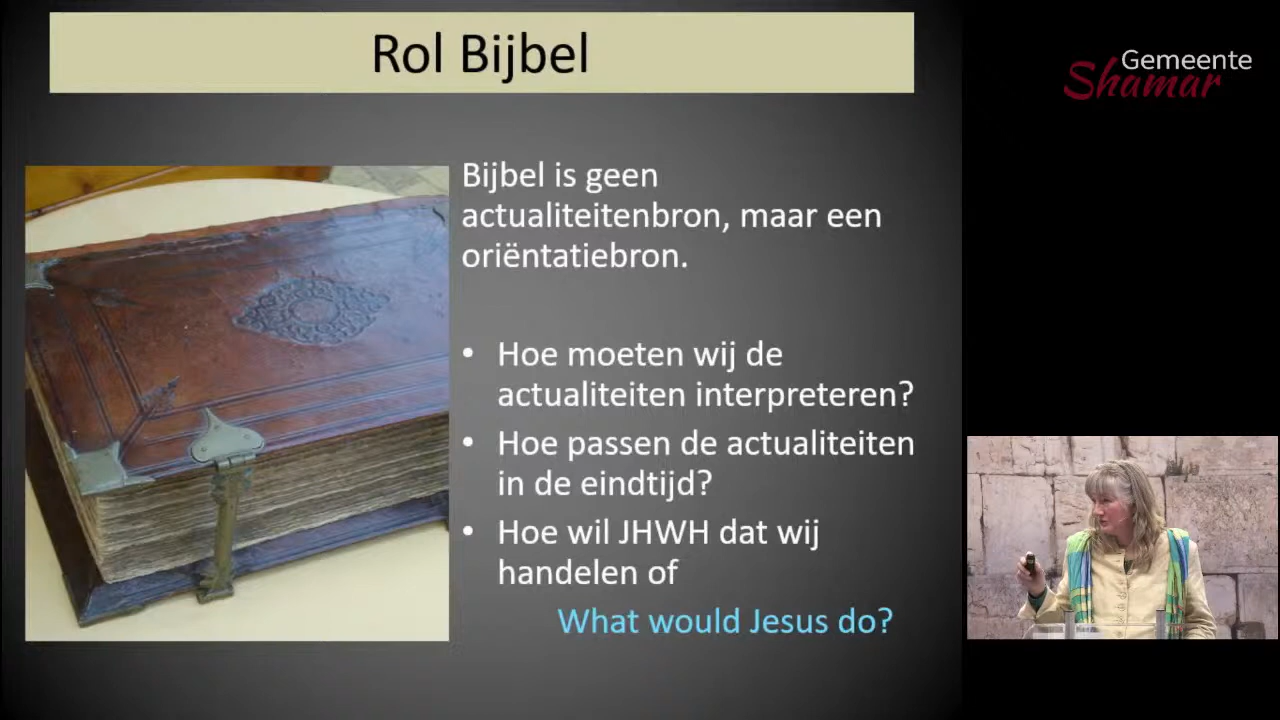 Rol Bijbel
Gemeente
Shamar
Bijbel is geen
actualiteitenbron, maar een
oriëntatiebron.
• Hoe moeten wij de
actualiteiten interpreteren?
• Hoe passen de actualiteiten
in de eindtijd?
• Hoe wil JHWH dat wij
handelen of
What would Jesus do?